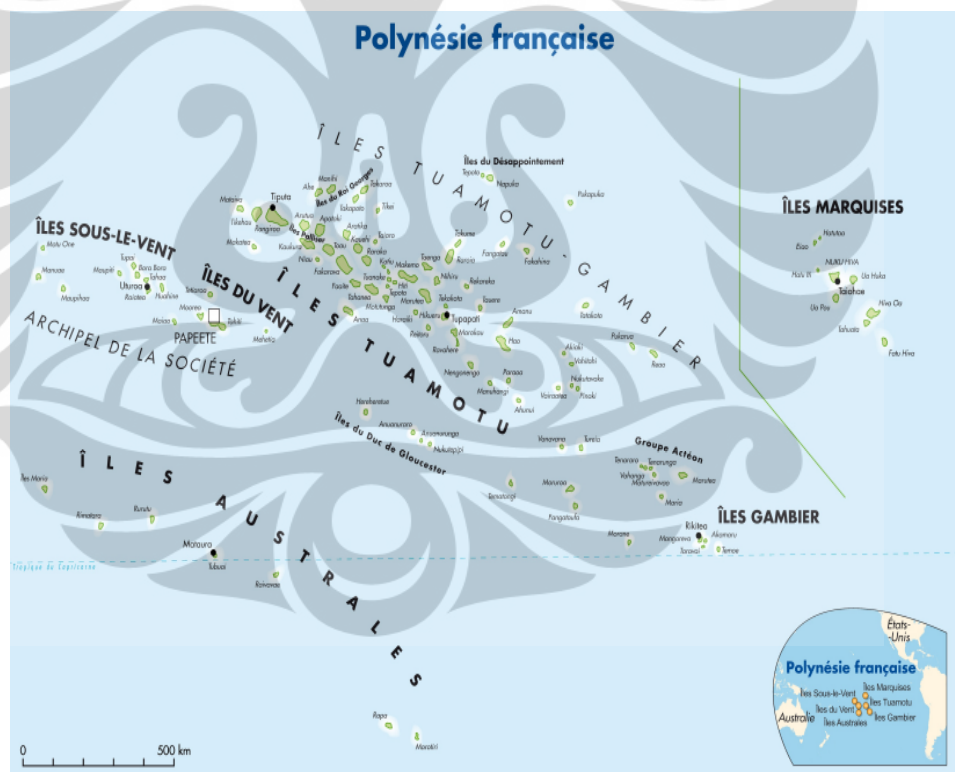 Polynésie française
ÎLES TUAMOTU - GAMBIER
Îles du Désappointement
Tepoto
Napuka
Pukapuka
Manihi
Ahe
Îles du Roi Georges
Takaroa
Takapoto
Tikei
Mataiva
Tiputa
Tikehau
Rangiroa
Îles Palliser
Arutua
Apataki
Aratika
Kauehi
Taiaro
Makatea
Kaukura
Toau
Raraka
Niau
Fakarava
Katiu
Makemo
Taenga
Tuanake
Hiti
Tepoto
Faaite
Tahanea
Motutunga
Marutea
Nihiru
Takume
Raroia
Fangatau
Fakahina
Rekareka
Tekokota
Tauere
Anaa
Haraiki
Hikueru
Reitoru
Tupapati
Marokau
Ravahere
Amanu
Hao
Tatakoto
Pukarua
Reao
Akiaki
Vahitahi
Nukutavake
Pinaki
Vairaatea
Nengonengo
Paraoa
Manuhangi
Ahunui
ÎLES TUAMOTU
ÎLES MARQUISES
Hatutaa
Eiao
NUKU HIVA
Hatu Iti
Taiohae
Ua Huka
Ua Pou
Hiva Oa
Tahuata
Fatu Hiva
ÎLES SOUS-LE-VENT
Motu One
Manuae
Maupihaa
Tupai
Maupiti
Bora Bora
Tahaa
Uturoa
Raiatea
Huahine
ÎLES DU VENT
Tetiaroa
Moorea
Maiao
Tahiti
PAPEETE
Mehetia
ARCHIPEL DE LA SOCIÉTÉ
Hereheretue
Anuanuraro
Anuanurunga
Nukutepipi
Îles du Duc de Gloucester
Vanavana
Tureia
Groupe Actéon
Tenararo
Tenarunga
Vahanga
Matureivavao
Marutea
Maria
Tematangi
Moruroa
Fangataufa
Morane
ÎLES GAMBIER
Rikitea
Mangareva
Akamaru
Taravai
Temoe
ÎLES AUSTRALES
Îles Maria
Rimatara
Rurutu
Mataura
Tubuai
Raivavae
Rapa
Marotiri
Tropique du Capricorne
0
500 km
États-
Unis
Polynésie française
Îles Marquises
Îles Sous-le-Vent
Îles Tuamotu
Îles du Vent
Îles Gambier
Îles Australes
Australie